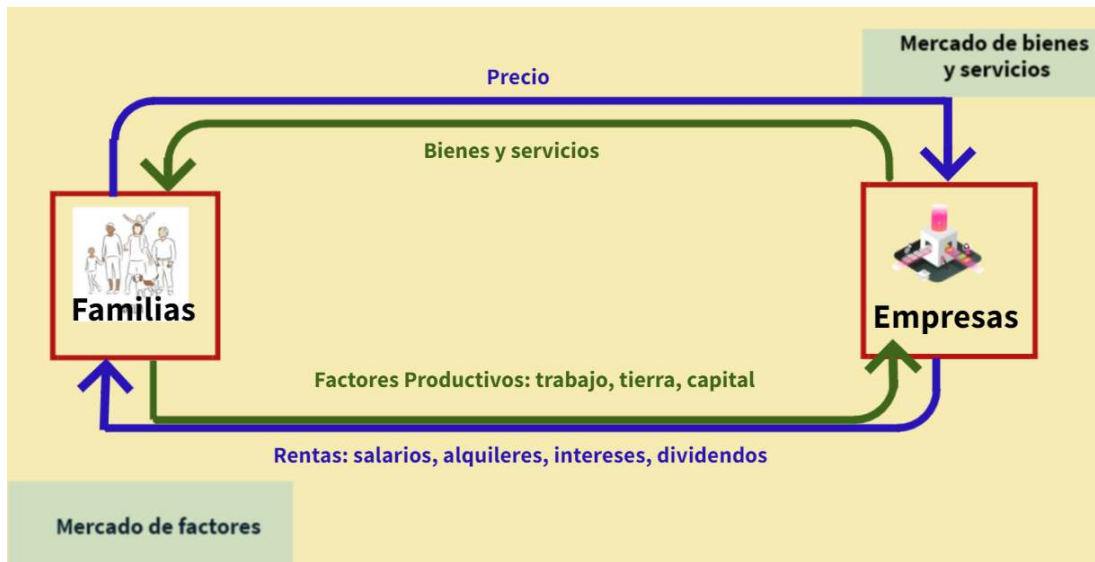 Mercado de bienes
y servicios
Precio
Bienes y servicios
Familias
Empresas
Factores Productivos: trabajo, tierra, capital
Rentas: salarios, alquileres, intereses, dividendos
Mercado de factores